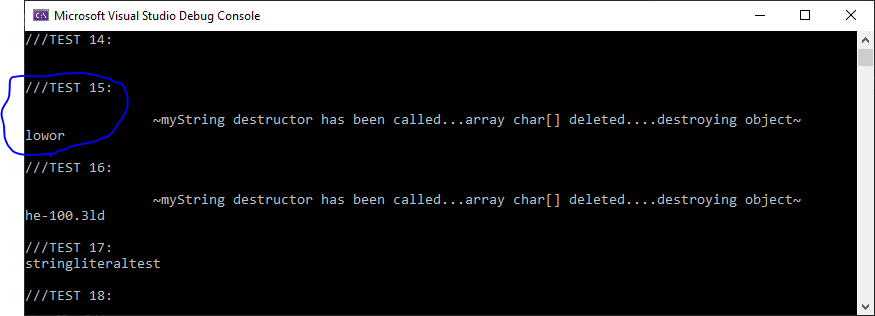 Microsoft Visual Studio Debug Console
///TEST 14:
///TEST 15:
~myString destructor has been called...array char[] deleted....destroying object~
lowor
///TEST 16:
~myString destructor has been called...array char[] deleted....destroying object~
he-100.3ld
///TEST 17:
stringliteraltest
///TEST 18: